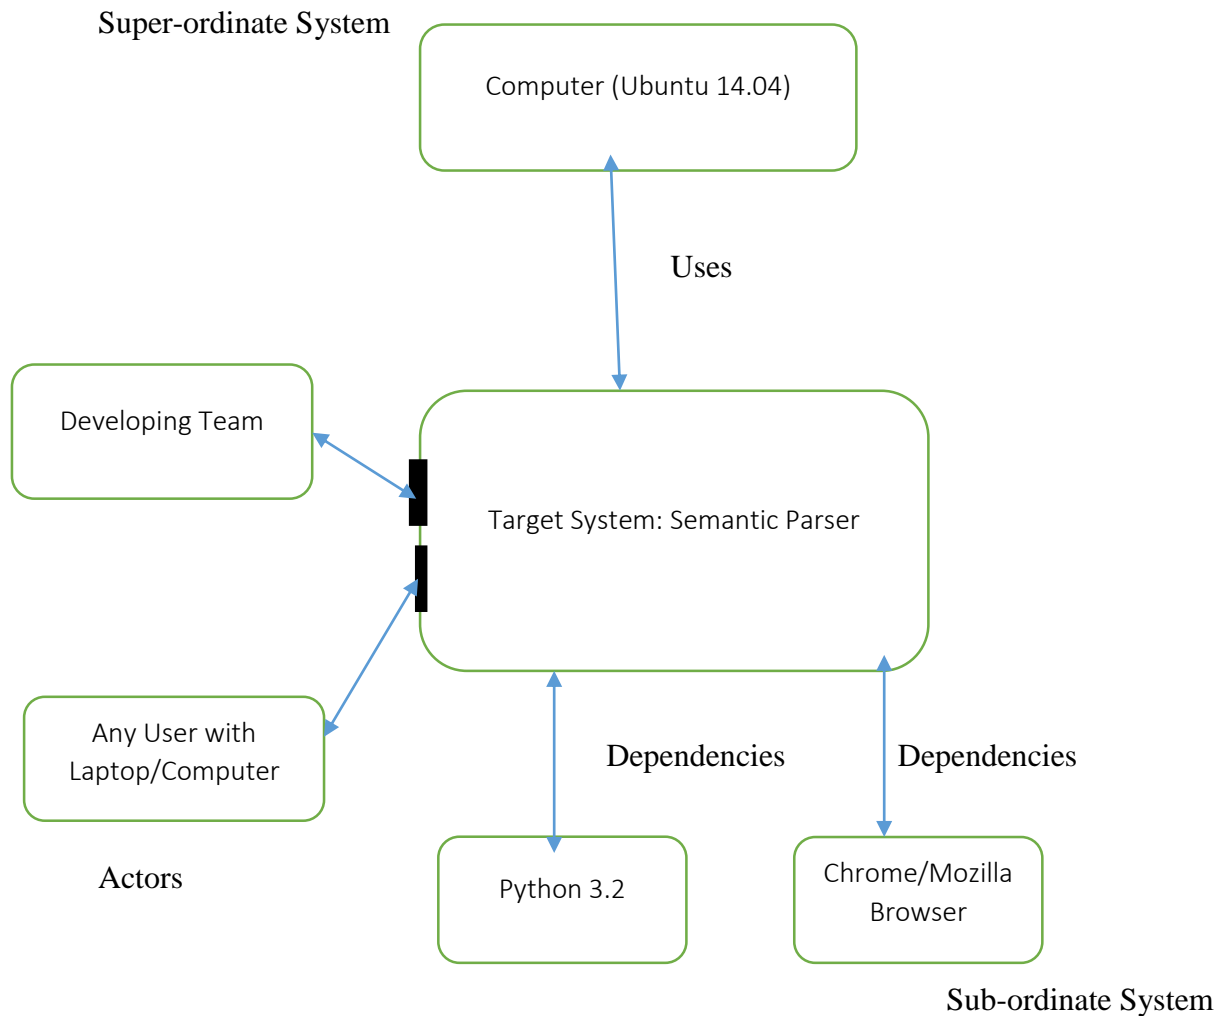 Super-ordinate System
Computer (Ubuntu 14.04)
Uses
Developing Team
Target System: Semantic Parser
Any User with
Laptop/Computer
Dependencies
Dependencies
Actors
Python 3.2
Chrome/Mozilla
Browser
Sub-ordinate System